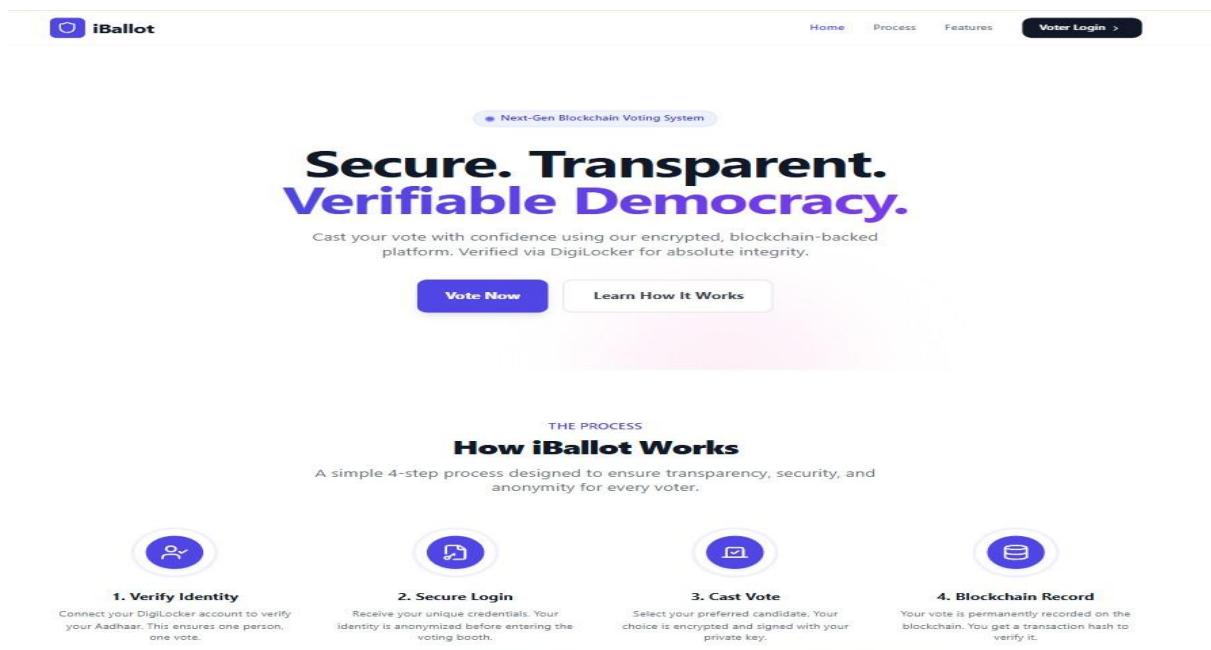 iBallot
Home Process Features Voter Login >
Next-Gen Blockchain Voting System
Secure. Transparent.
Verifiable Democracy.
Cast your vote with confidence using our encrypted, blockchain-backed
platform. Verified via DigiLocker for absolute integrity.
Vote Now
Learn How It Works
THE PROCESS
How iBallot Works
A simple 4-step process designed to ensure transparency, security, and
anonymity for every voter.
1. Verify Identity
Connect your DigiLocker account to verify
your Aadhaar. This ensures one person,
one vote.
2. Secure Login
Receive your unique credentials. Your
identity is anonymized before entering the
voting booth.
3. Cast Vote
Select your preferred candidate. Your
choice is encrypted and signed with your
private key.
4. Blockchain Record
Your vote is permanently recorded on the
blockchain. You get a transaction hash to
verify it.